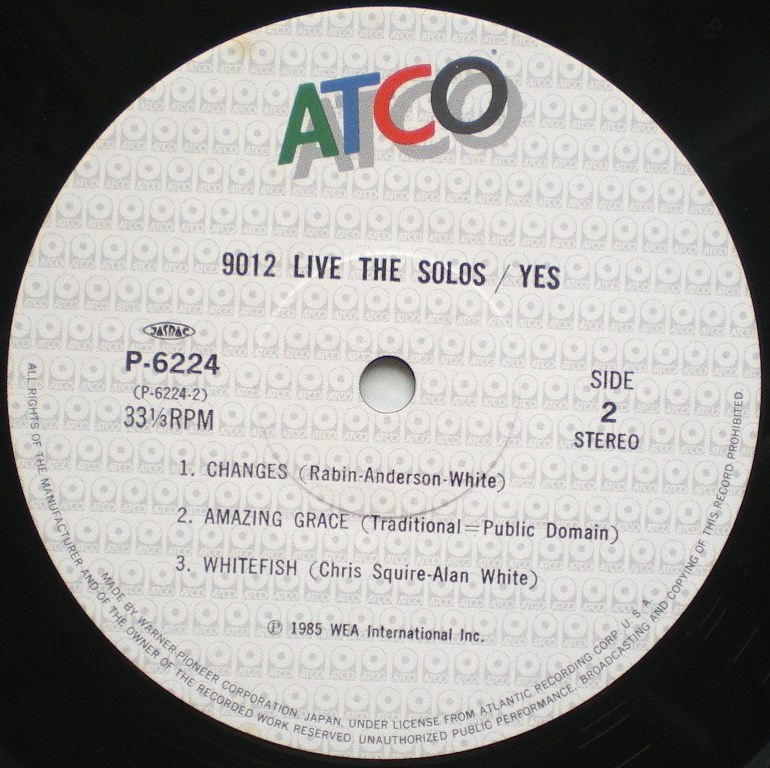 ATCO
9012 LIVE THE SOLOS / YES
JASRAC
P-6224
(P-6224-2)
33⅓RPM
SIDE
2
STEREO
1. CHANGES (Rabin-Anderson-White)
2. AMAZING GRACE (Traditional=Public Domain)
3. WHITEFISH (Chris Squire-Alan White)
Ⓟ 1985 WEA International Inc.
MADE BY WARNER-PIONEER CORPORATION, JAPAN. UNDER LICENSE FROM ATLANTIC RECORDING CORP. U. S. A.
ALL RIGHTS OF THE MANUFACTURER AND OF THE OWNER OF THE RECORDED WORK RESERVED. UNAUTHORIZED PUBLIC PERFORMANCE, BROADCASTING AND COPYING OF THIS RECORD PROHIBITED